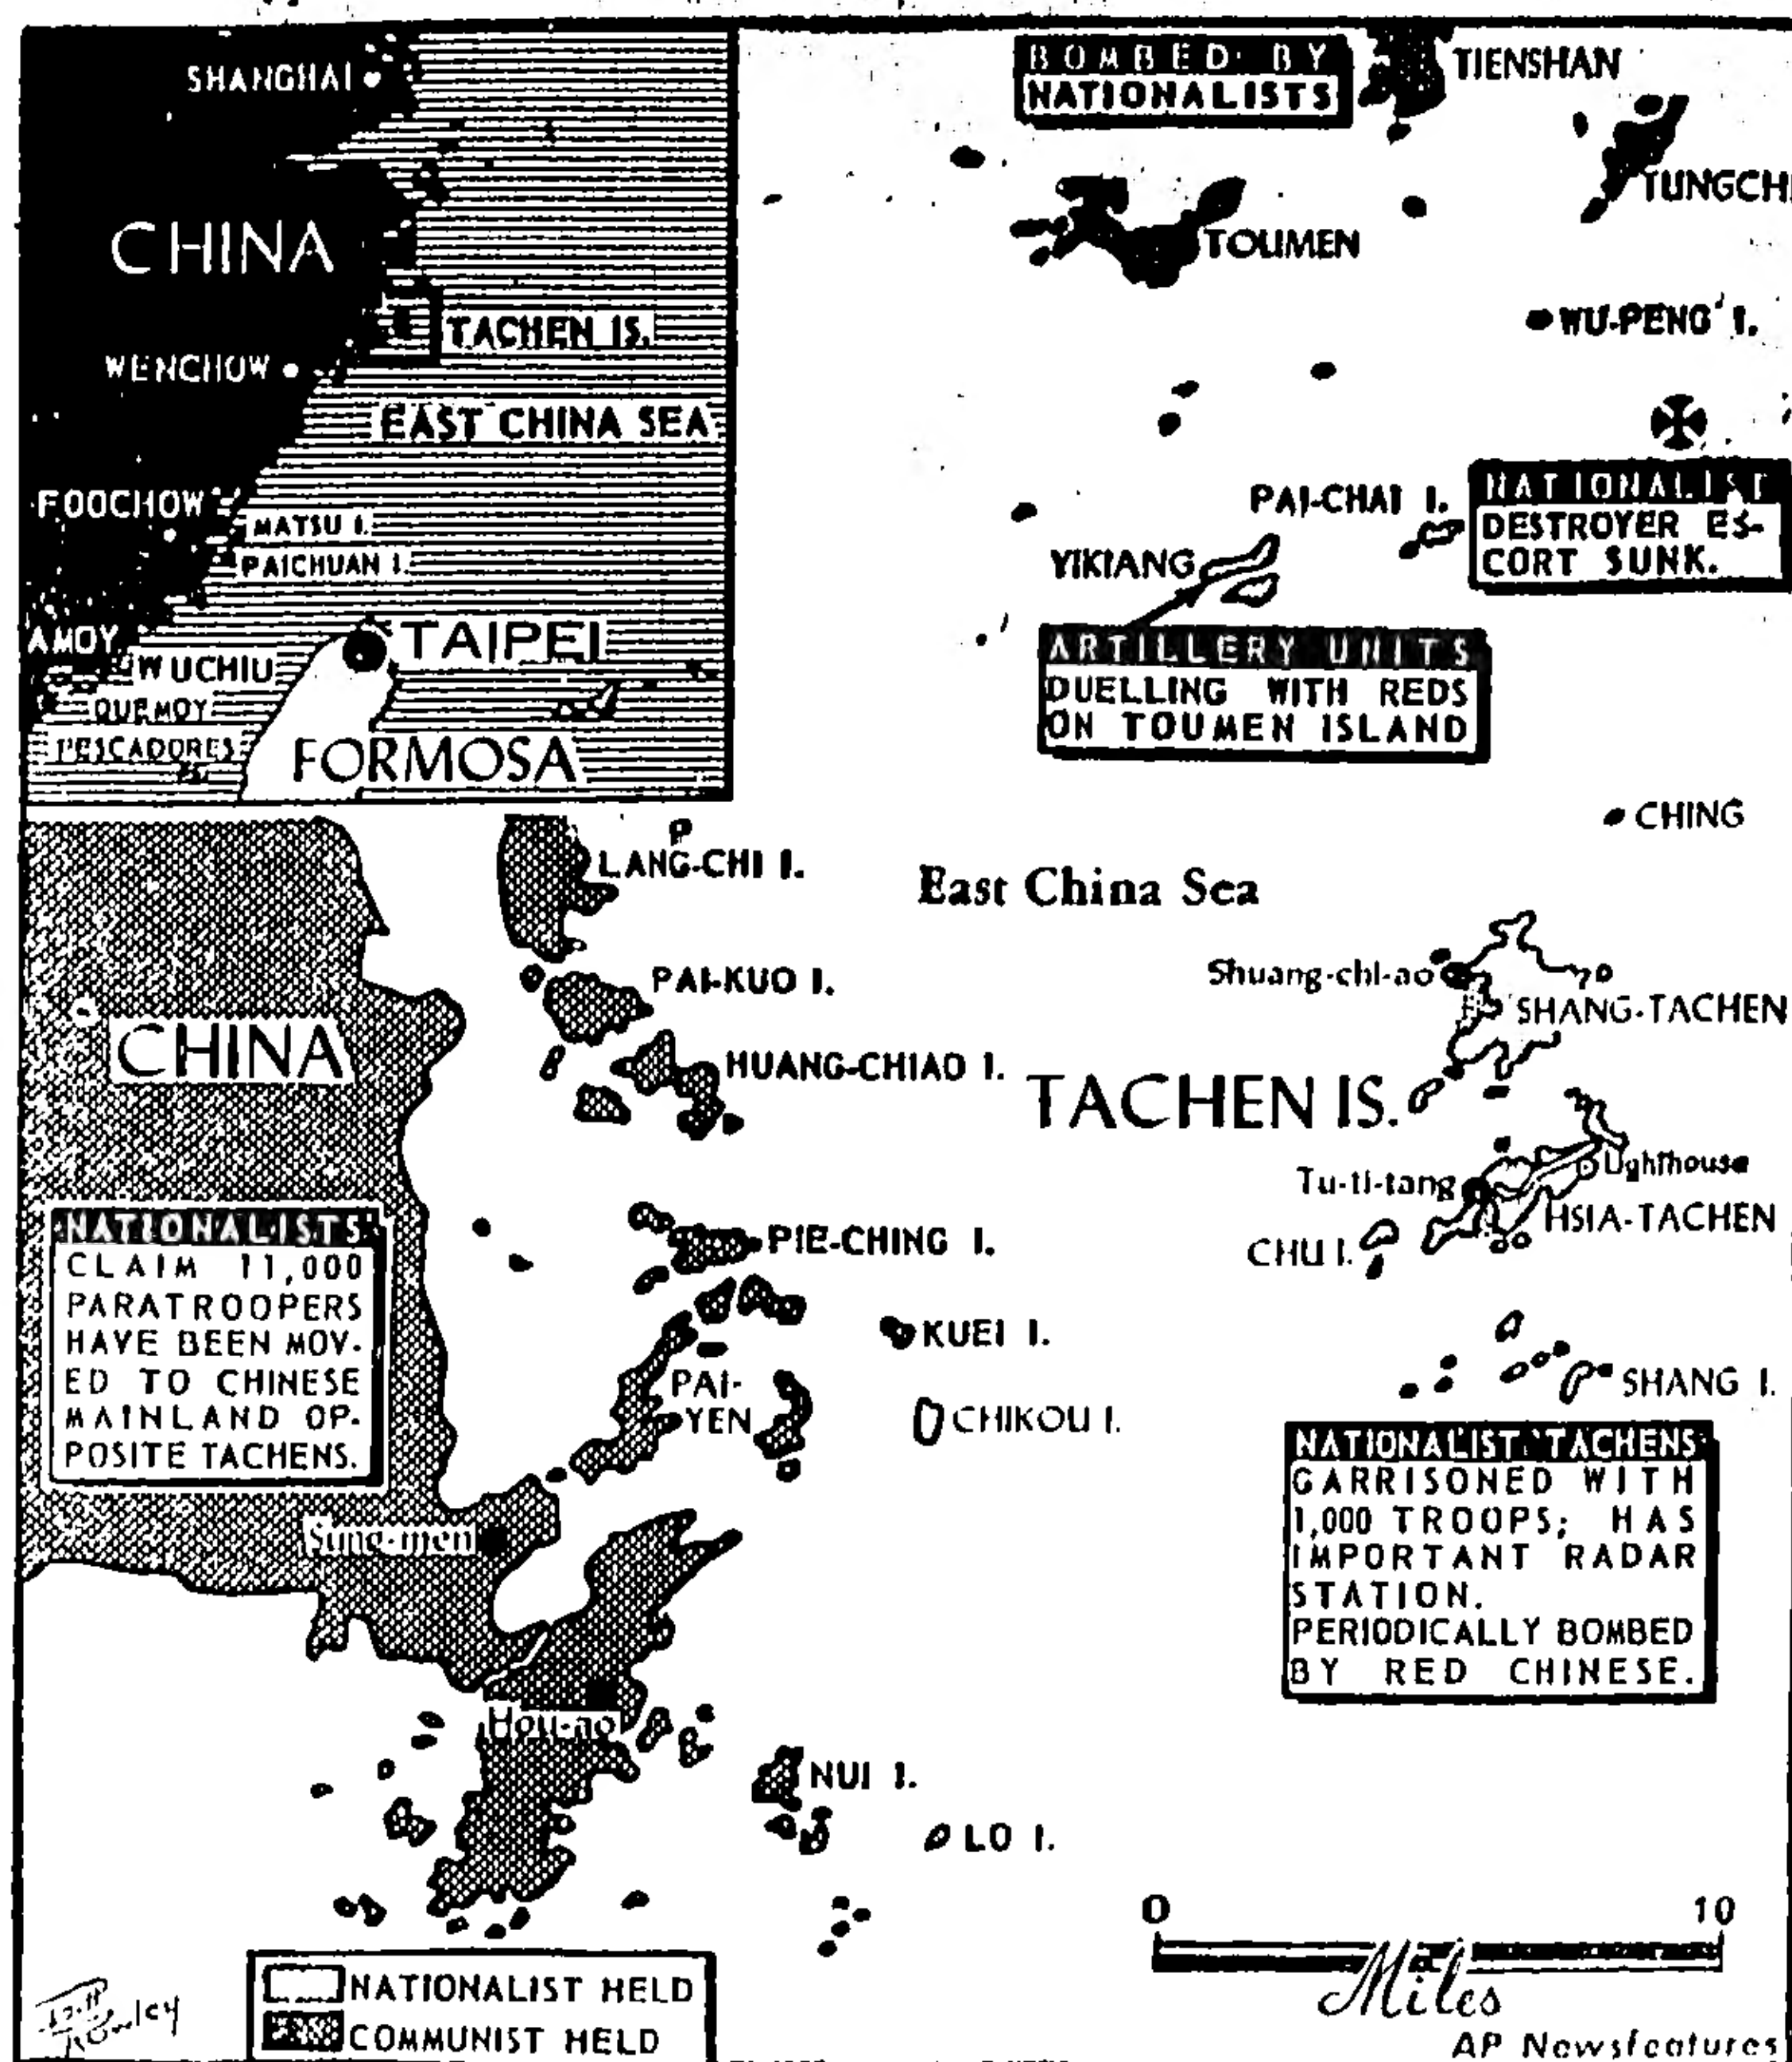 SHANGHAI
CHINA
TACHEN IS.
WENCHOW
EAST CHINA SEA
FOOCHOW
MATSU I.
PAICHUAN I.
AMOY
TAIPEI
WUCHIU
QUEMOY
PESCADORES
FORMOSA
BOMBED BY
NATIONALISTS
TIENSHAN
TUNGCH
TOUMEN
WU-PENG I.
PAI-CHAI I.
NATIONALIST
DESTROYER ES-
CORT SUNK.
YIKIANG
ARTILLERY UNITS
DUELLING WITH REDS
ON TOUMEN ISLAND
CHING
LANG-CHI I.
East China Sea
PAI-KUO I.
Shuang-chi-ao
SHANG-TACHEN
CHINA
HUANG-CHIAO I.
TACHEN IS.
Lighthouse
Tu-ti-tang
HSIA-TACHEN
CHU I.
NATIONALISTS
CLAIM 11,000
PARATROOPERS
HAVE BEEN MOV-
ED TO CHINESE
MAINLAND OP-
POSITE TACHENS.
PIE-CHING I.
KUEI I.
PAI-
YEN
CHIKOU I.
SHANG I.
NATIONALIST TACHENS
GARRISONED WITH
1,000 TROOPS; HAS
IMPORTANT RADAR
STATION.
PERIODICALLY BOMBED
BY RED CHINESE.
Sung-men
Hou-ao
NUI I.
LO I.
0 10
Miles
NATIONALIST HELD
COMMUNIST HELD
AP Newsfeatures